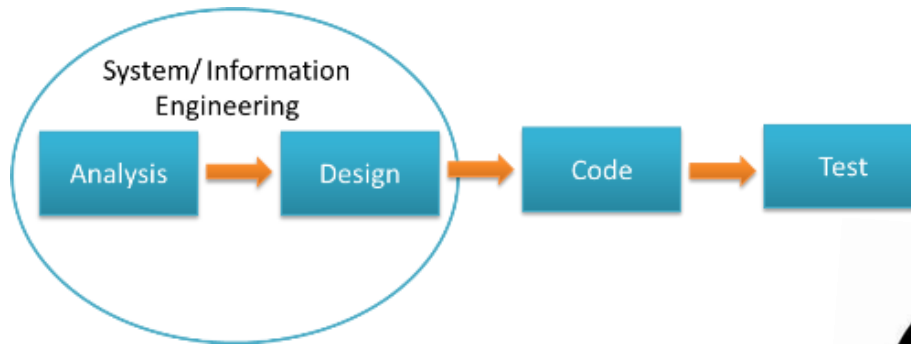 System/ Information
Engineering
Analysis
Design
Code
Test